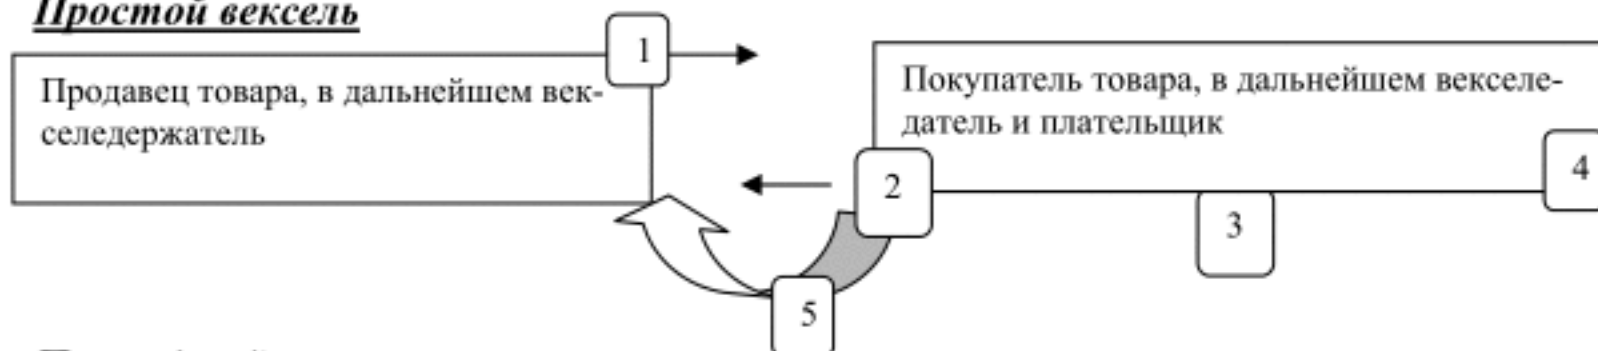 Простой вексель
1
Продавец товара, в дальнейшем век-
селедержатель
Покупатель товара, в дальнейшем векселе-
датель и плательщик
2
4
3
5